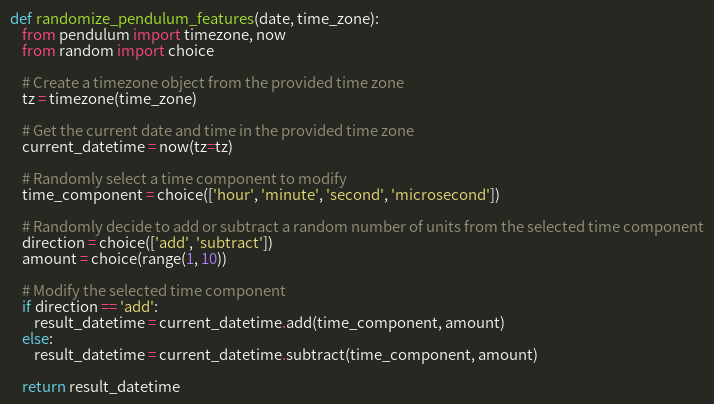 def randomize_pendulum_features(date, time_zone):
    from pendulum import timezone, now
    from random import choice

    # Create a timezone object from the provided time zone
    tz = timezone(time_zone)

    # Get the current date and time in the provided time zone
    current_datetime = now(tz=tz)

    # Randomly select a time component to modify
    time_component = choice(['hour', 'minute', 'second', 'microsecond'])

    # Randomly decide to add or subtract a random number of units from the selected time component
    direction = choice(['add', 'subtract'])
    amount = choice(range(1, 10))

    # Modify the selected time component
    if direction == 'add':
        result_datetime = current_datetime.add(time_component, amount)
    else:
        result_datetime = current_datetime.subtract(time_component, amount)

    return result_datetime